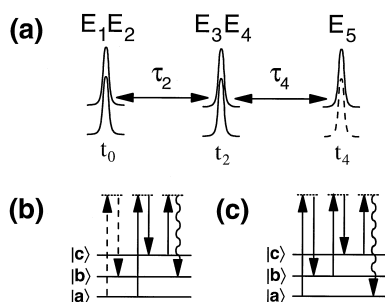 (a) E₁E₂ E₃E₄ E₅
τ₂ τ₄
t₀ t₂ t₄
(b) (c)
|c⟩ |c⟩
|b⟩ |b⟩
|a⟩ |a⟩